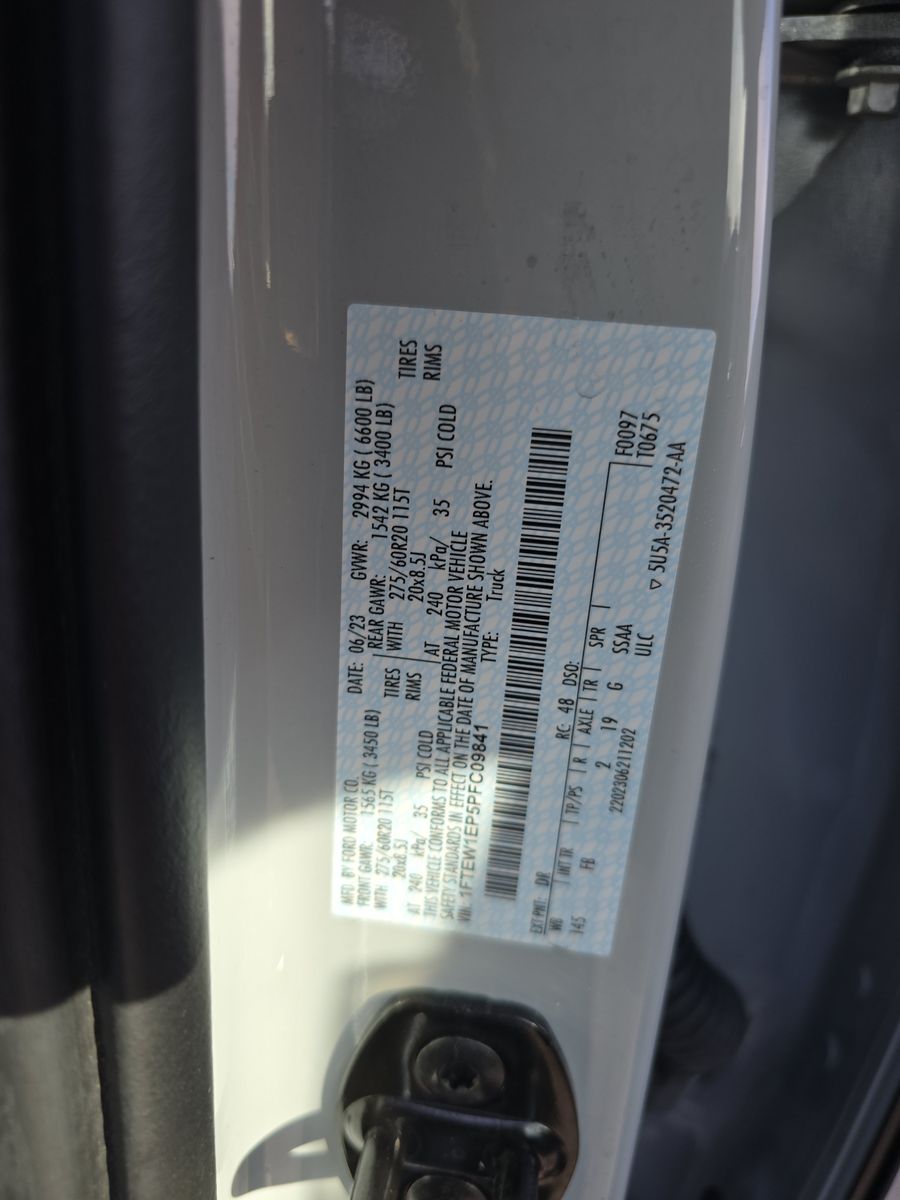 MFD BY FORD MOTOR CO. DATE: 06/23 GVWR: 2994 KG ( 6600 LB)
FRONT GAWR: 1565 KG ( 3450 LB) REAR GAWR: 1542 KG ( 3400 LB)
WITH 275/60R20 115T TIRES WITH 275/60R20 115T TIRES
20x8.5J RIMS 20x8.5J RIMS
AT 240 kPa/ 35 PSI COLD AT 240 kPa/ 35 PSI COLD
THIS VEHICLE CONFORMS TO ALL APPLICABLE FEDERAL MOTOR VEHICLE
SAFETY STANDARDS IN EFFECT ON THE DATE OF MANUFACTURE SHOWN ABOVE.
VIN: 1FTEW1EP5PFC09841 TYPE: Truck
EXT PNT: DR RC: 48 DSO: F0097
WB INT TR TP/PS R AXLE TR SPR T0675
145 FB 2 19 G SSAA
2202306211202 ULC ▽ 5U5A-3520472-AA